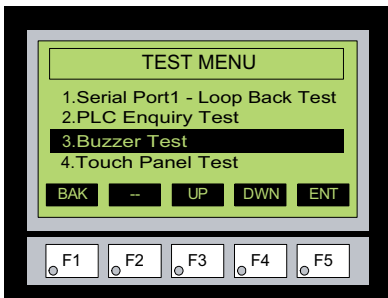 TEST MENU
1.Serial Port1 - Loop Back Test
2.PLC Enquiry Test
3.Buzzer Test
4.Touch Panel Test
BAK -- UP DWN ENT
F1 F2 F3 F4 F5